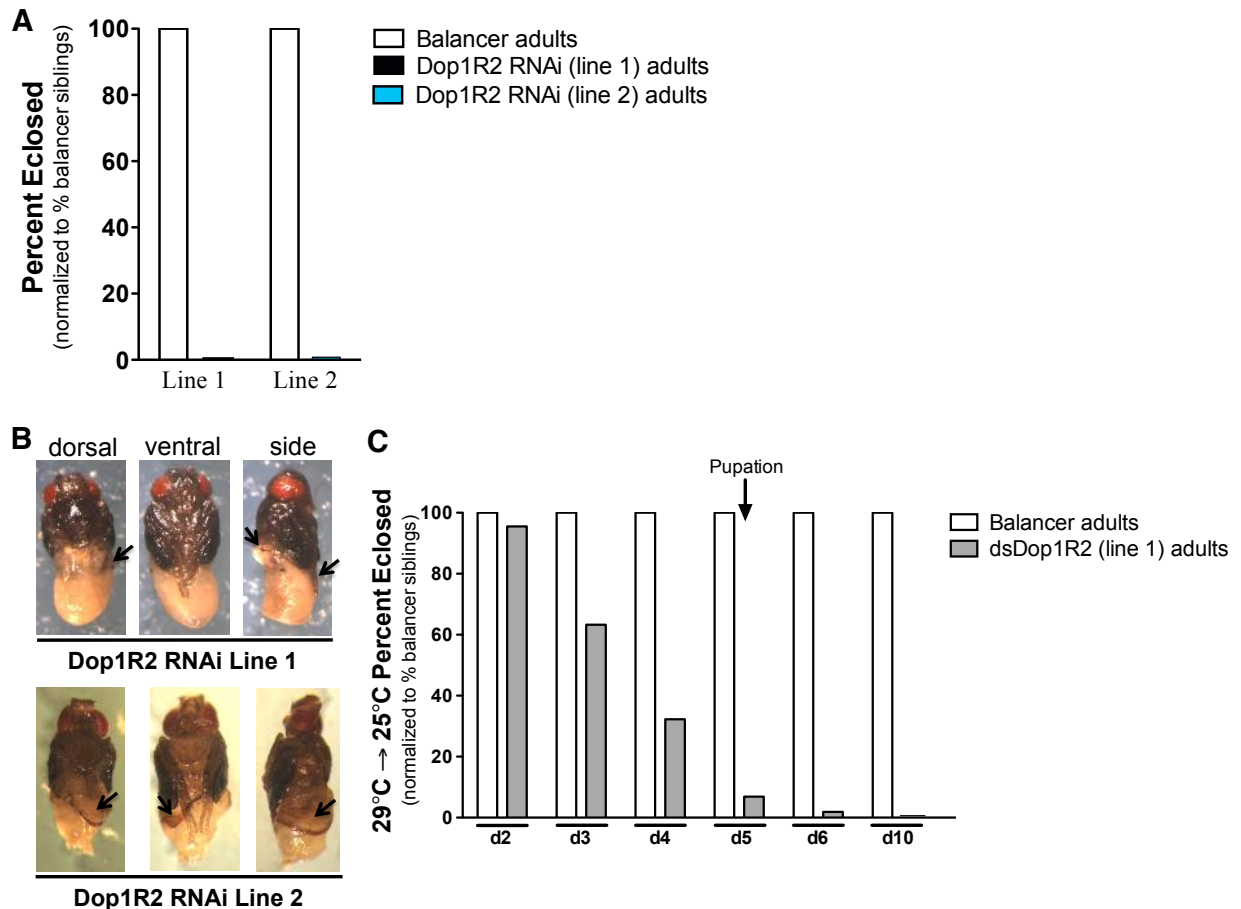 A
Percent Eclosed
(normalized to % balancer siblings)
100
80
60
40
20
0
Line 1
Line 2
Balancer adults
Dop1R2 RNAi (line 1) adults
Dop1R2 RNAi (line 2) adults
B
dorsal
ventral
side
Dop1R2 RNAi Line 1
Dop1R2 RNAi Line 2
C
29°C → 25°C Percent Eclosed
(normalized to % balancer siblings)
Pupation
100
80
60
40
20
0
d2
d3
d4
d5
d6
d10
Balancer adults
dsDop1R2 (line 1) adults